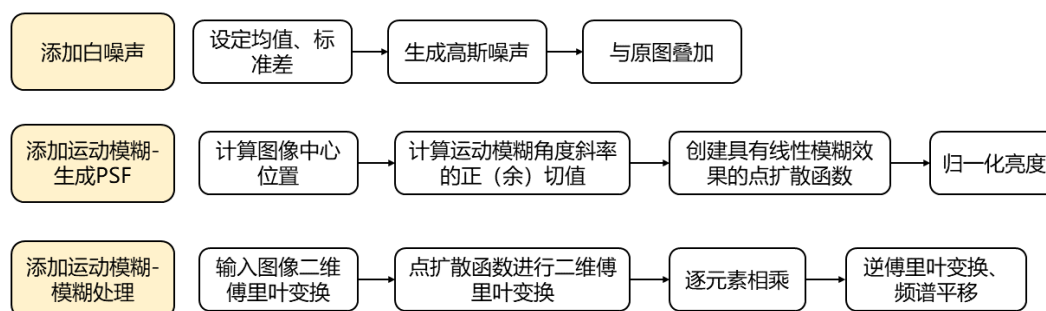 添加白噪声
设定均值、标
准差
生成高斯噪声
与原图叠加
添加运动模糊-
生成PSF
计算图像中心
位置
计算运动模糊角度斜率
的正（余）切值
创建具有线性模糊效
果的点扩散函数
归一化亮度
添加运动模糊-
模糊处理
输入图像二维
傅里叶变换
点扩散函数进行二维傅
里叶变换
逐元素相乘
逆傅里叶变换、
频谱平移